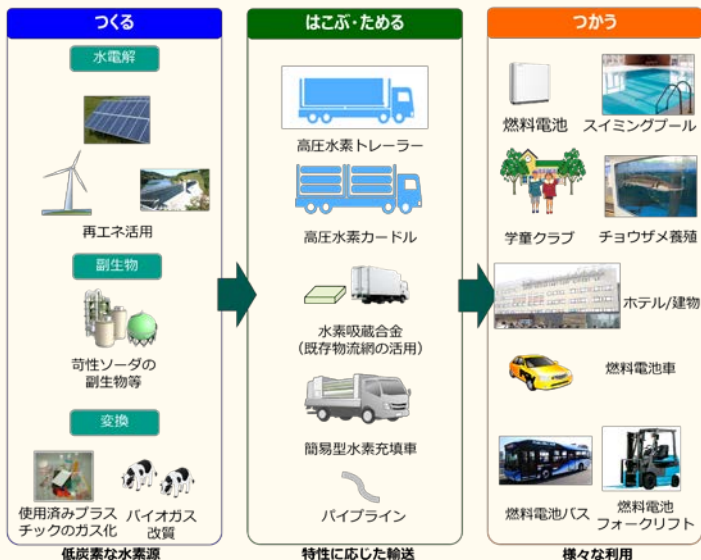 つくる
水電解
再エネ活用
副生物
苛性ソーダの
副生物等
変換
使用済みプラス
チックのガス化
バイオガス
改質
低炭素な水素源
はこぶ・ためる
高圧水素トレーラー
高圧水素カードル
水素吸蔵合金
（既存物流網の活用）
簡易型水素充填車
パイプライン
特性に応じた輸送
つかう
燃料電池
スイミングプール
学童クラブ
チョウザメ養殖
ホテル/建物
燃料電池車
燃料電池バス
燃料電池
フォークリフト
様々な利用